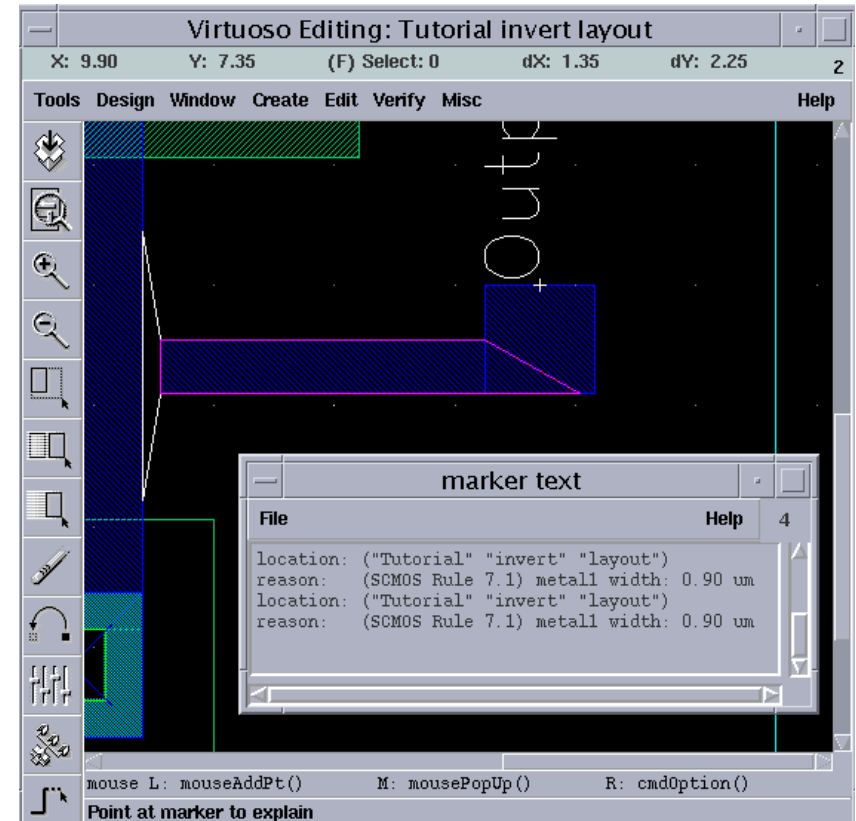 Virtuoso Editing: Tutorial invert layout
X: 9.90 Y: 7.35 (F) Select: 0 dX: 1.35 dY: 2.25 2
Tools Design Window Create Edit Verify Misc Help
Outp
marker text
File Help 4
location: ("Tutorial" "invert" "layout")
reason: (SCMOS Rule 7.1) metal1 width: 0.90 um
location: ("Tutorial" "invert" "layout")
reason: (SCMOS Rule 7.1) metal1 width: 0.90 um
mouse L: mouseAddPt() M: mousePopUp() R: cmdOption()
Point at marker to explain